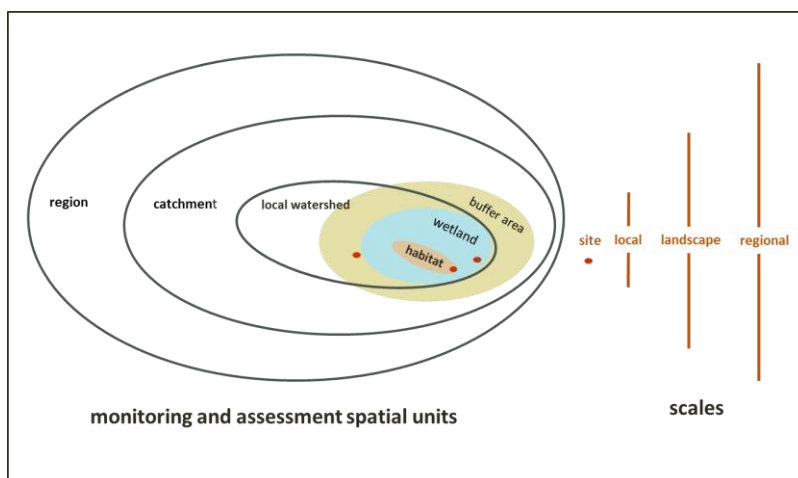 region
catchment
local watershed
buffer area
wetland
habitat
site
local
landscape
regional
monitoring and assessment spatial units
scales